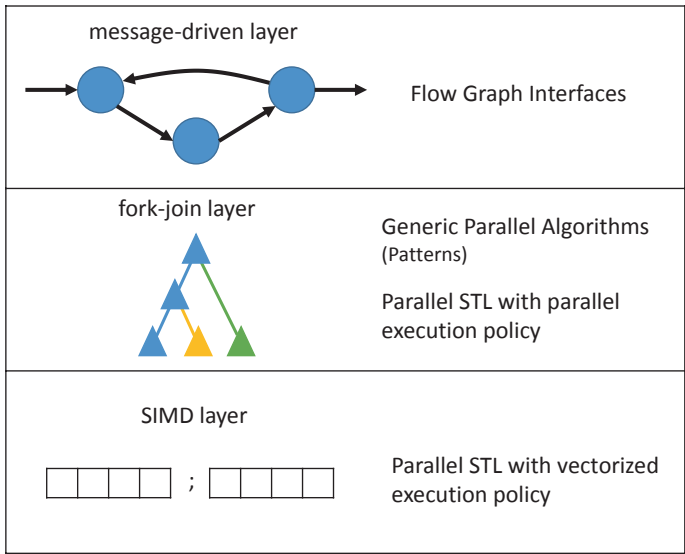 message-driven layer
Flow Graph Interfaces
fork-join layer
Generic Parallel Algorithms
(Patterns)
Parallel STL with parallel
execution policy
SIMD layer
;
Parallel STL with vectorized
execution policy